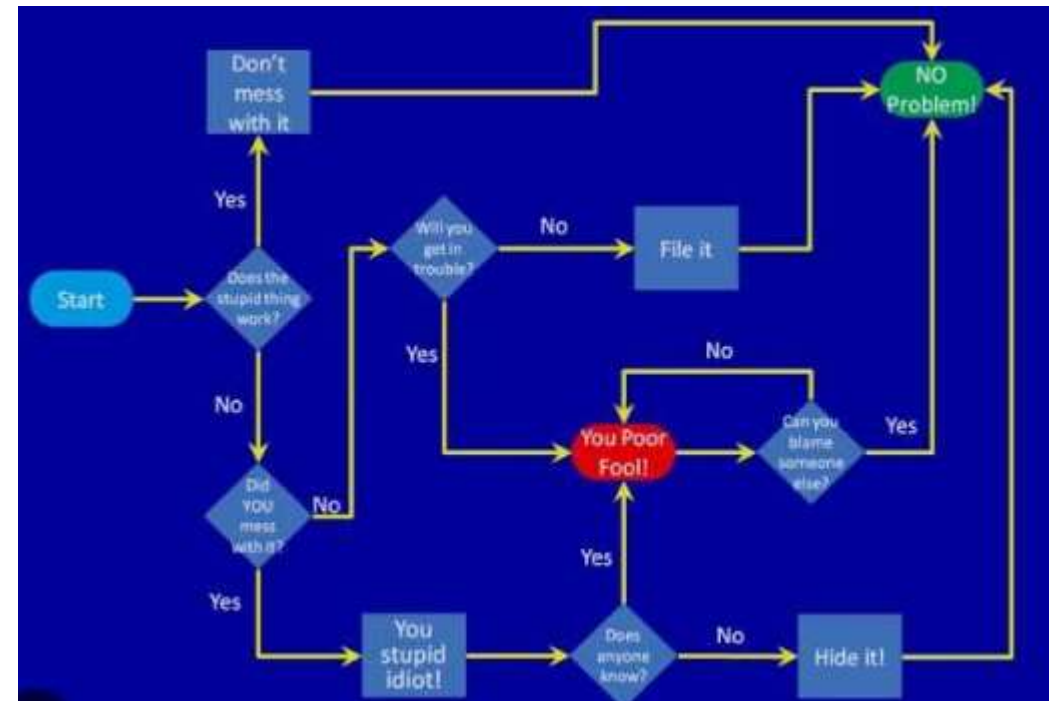 Don't
mess
with it
NO
Problem!
Yes
Will you
get in
trouble?
No
File it
Start
Does the
stupid thing
work?
Yes
No
No
You Poor
Fool!
Can you
blame
someone
else?
Yes
Did
YOU
mess
with it?
No
Yes
Yes
You
stupid
idiot!
Does
anyone
know?
No
Hide it!